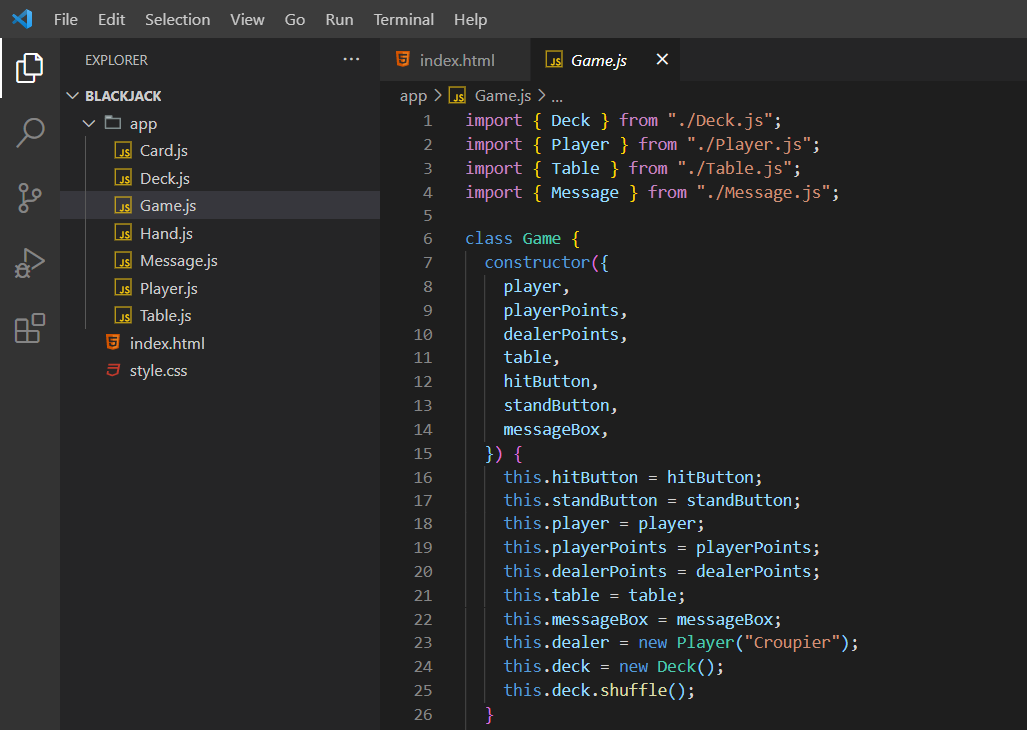 File Edit Selection View Go Run Terminal Help
EXPLORER ...
BLACKJACK
app
JS Card.js
JS Deck.js
JS Game.js
JS Hand.js
JS Message.js
JS Player.js
JS Table.js
index.html
style.css
index.html JS Game.js
app > JS Game.js > ...
1 import { Deck } from "./Deck.js";
2 import { Player } from "./Player.js";
3 import { Table } from "./Table.js";
4 import { Message } from "./Message.js";
5
6 class Game {
7 constructor({
8 player,
9 playerPoints,
10 dealerPoints,
11 table,
12 hitButton,
13 standButton,
14 messageBox,
15 }) {
16 this.hitButton = hitButton;
17 this.standButton = standButton;
18 this.player = player;
19 this.playerPoints = playerPoints;
20 this.dealerPoints = dealerPoints;
21 this.table = table;
22 this.messageBox = messageBox;
23 this.dealer = new Player("Croupier");
24 this.deck = new Deck();
25 this.deck.shuffle();
26 }